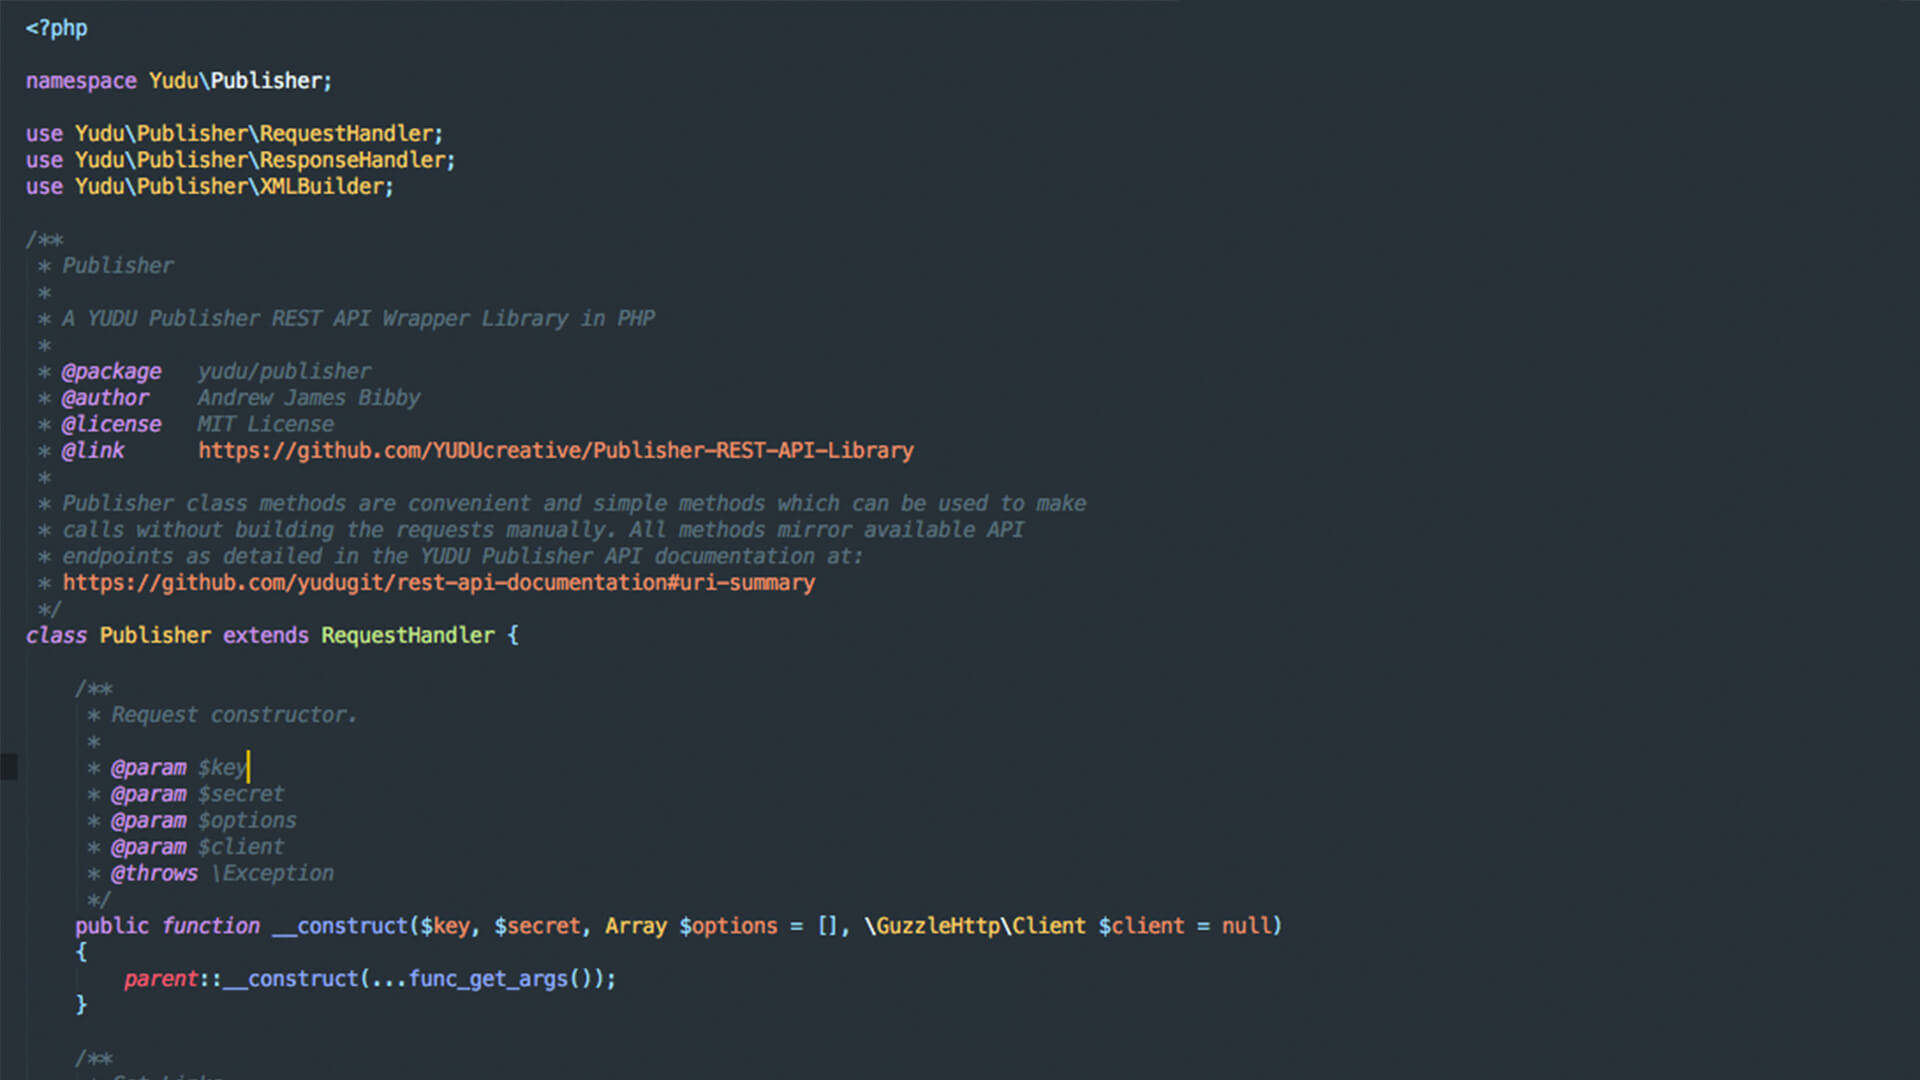 <?php
namespace Yudu\Publisher;
use Yudu\Publisher\RequestHandler;
use Yudu\Publisher\ResponseHandler;
use Yudu\Publisher\XMLBuilder;
/**
* Publisher
*
* A YUDU Publisher REST API Wrapper Library in PHP
*
* @package yudu/publisher
* @author Andrew James Bibby
* @license MIT License
* @link https://github.com/YUDUcreative/Publisher-REST-API-Library
*
* Publisher class methods are convenient and simple methods which can be used to make
* calls without building the requests manually. All methods mirror available API
* endpoints as detailed in the YUDU Publisher API documentation at:
* https://github.com/yudugit/rest-api-documentation#uri-summary
*/
class Publisher extends RequestHandler {
/**
* Request constructor.
*
* @param $key
* @param $secret
* @param $options
* @param $client
* @throws \Exception
*/
public function __construct($key, $secret, Array $options = [], \GuzzleHttp\Client $client = null)
{
parent::__construct(...func_get_args());
}
/**